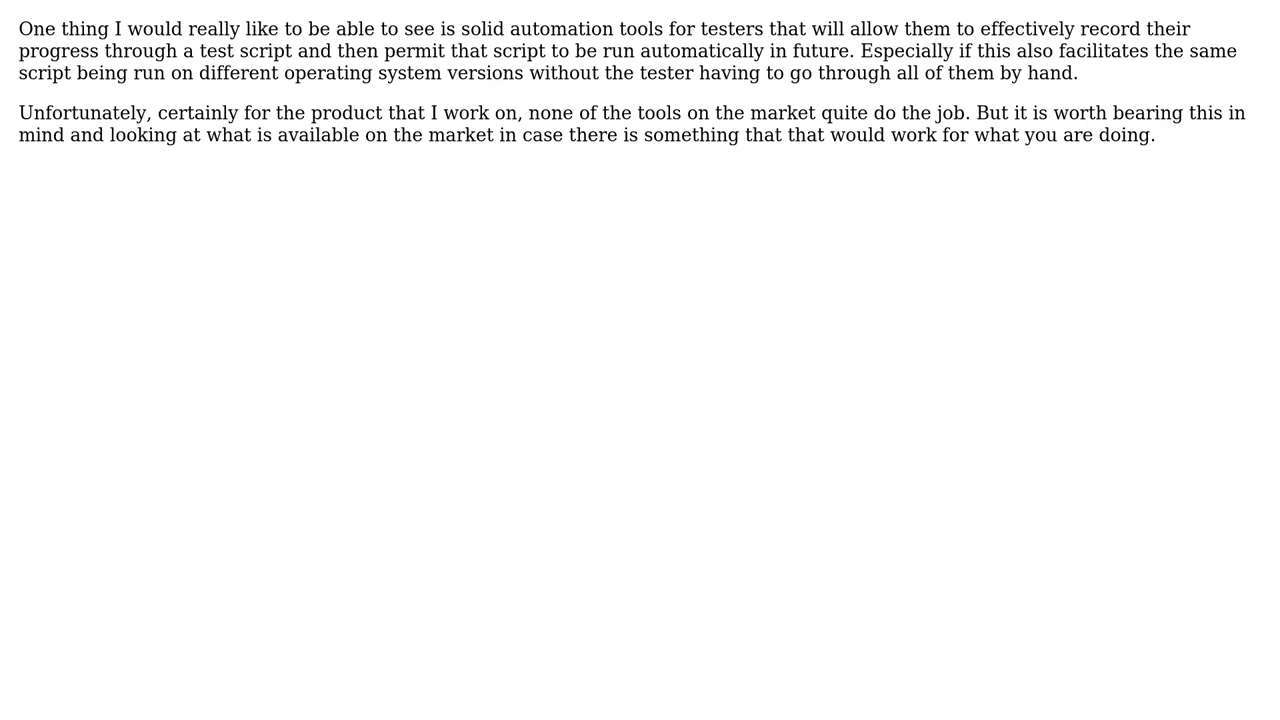 One thing I would really like to be able to see is solid automation tools for testers that will allow them to effectively record their
progress through a test script and then permit that script to be run automatically in future. Especially if this also facilitates the same
script being run on different operating system versions without the tester having to go through all of them by hand.
Unfortunately, certainly for the product that I work on, none of the tools on the market quite do the job. But it is worth bearing this in
mind and looking at what is available on the market in case there is something that that would work for what you are doing.